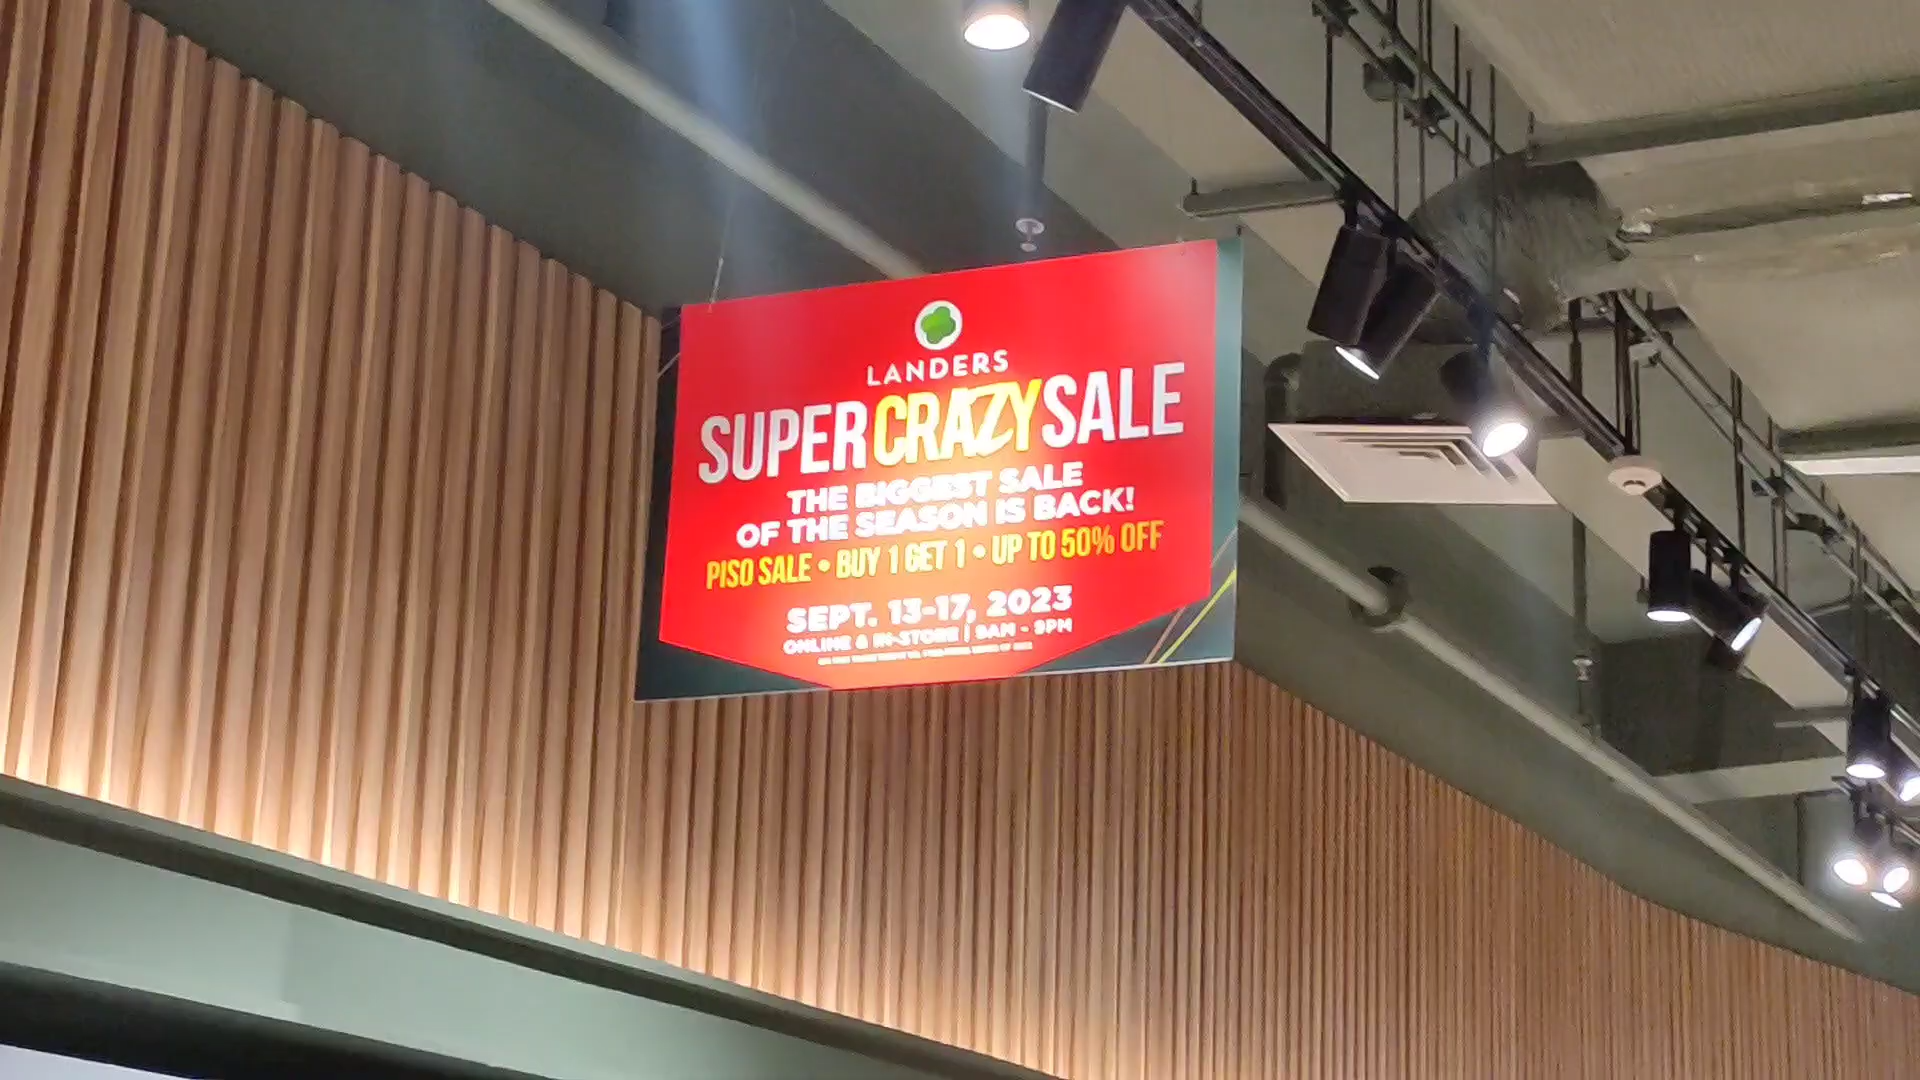 LANDERS
SUPER CRAZY SALE
THE BIGGEST SALE
OF THE SEASON IS BACK!
PISO SALE • BUY 1 GET 1 • UP TO 50% OFF
SEPT. 13-17, 2023
ONLINE & IN-STORE | 9AM - 9PM